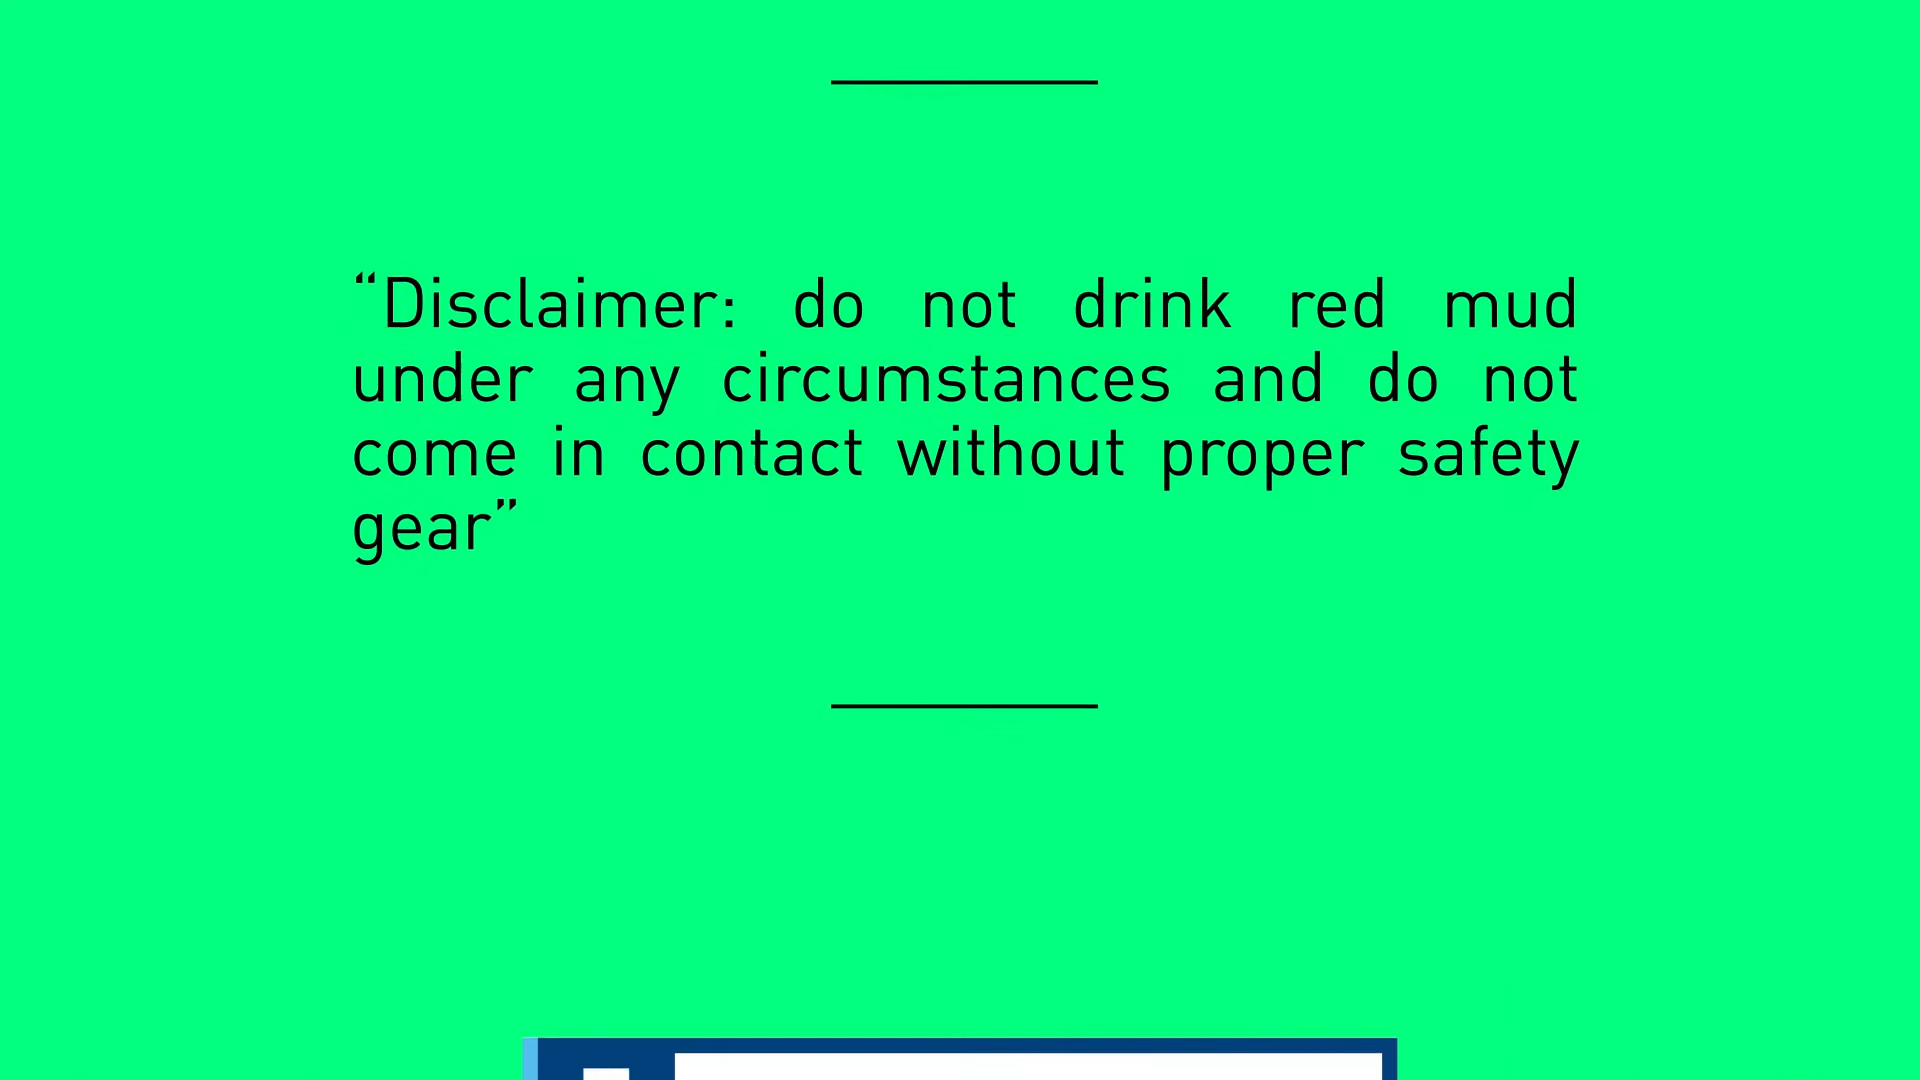 “Disclaimer: do not drink red mud
under any circumstances and do not
come in contact without proper safety
gear”